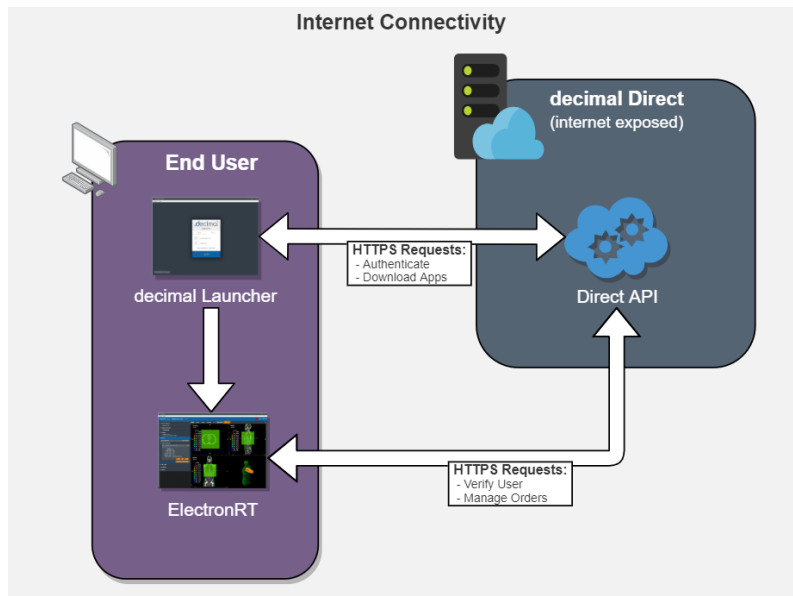 Internet Connectivity
decimal Direct
(internet exposed)
End User
.decimal
HTTPS Requests:
- Authenticate
- Download Apps
decimal Launcher
Direct API
HTTPS Requests:
- Verify User
- Manage Orders
ElectronRT